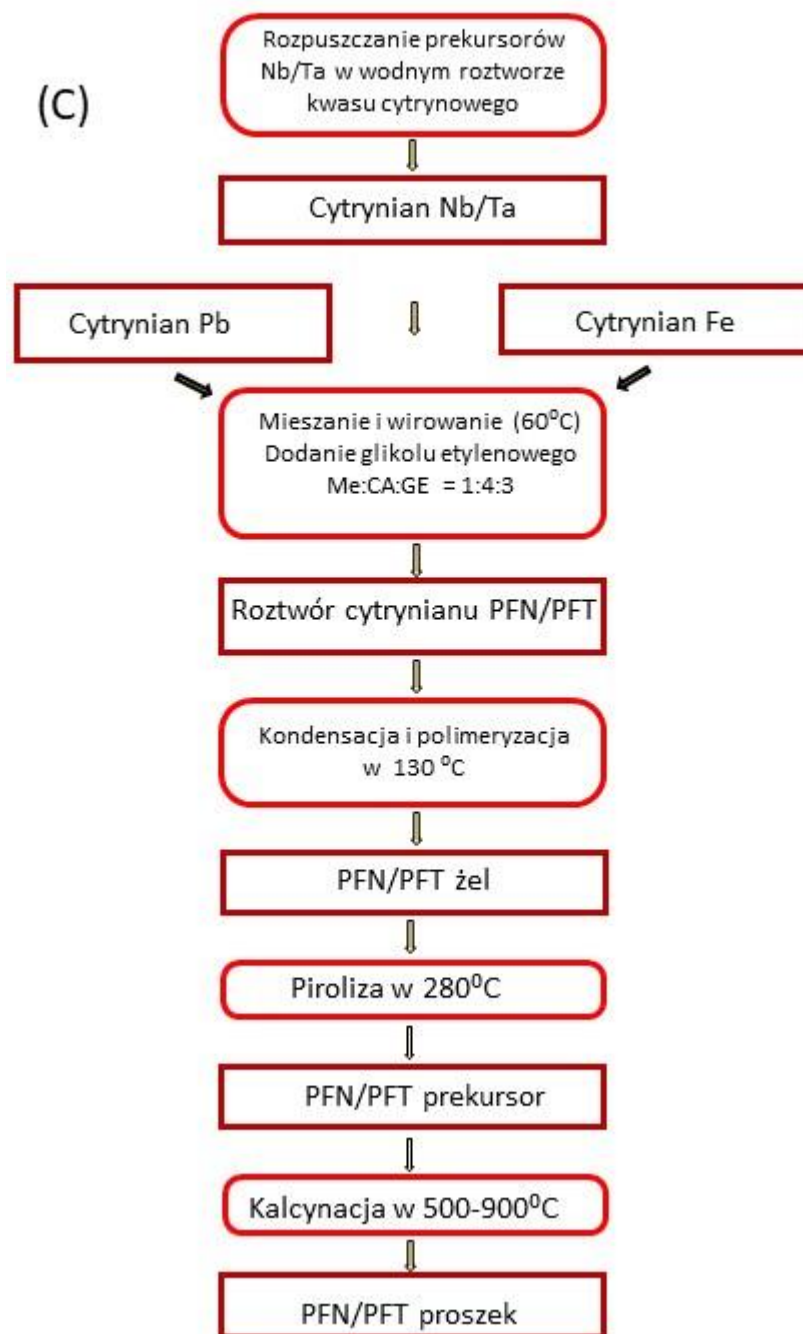 Rozpuszczanie prekursorów
Nb/Ta w wodnym roztworze
kwasu cytrynowego
(C)
Cytrynian Nb/Ta
Cytrynian Pb
Cytrynian Fe
Mieszanie i wirowanie (60⁰C)
Dodanie glikolu etylenowego
Me:CA:GE = 1:4:3
Roztwór cytrynianu PFN/PFT
Kondensacja i polimeryzacja
w 130 ⁰C
PFN/PFT żel
Piroliza w 280⁰C
PFN/PFT prekursor
Kalcynacja w 500-900⁰C
PFN/PFT proszek